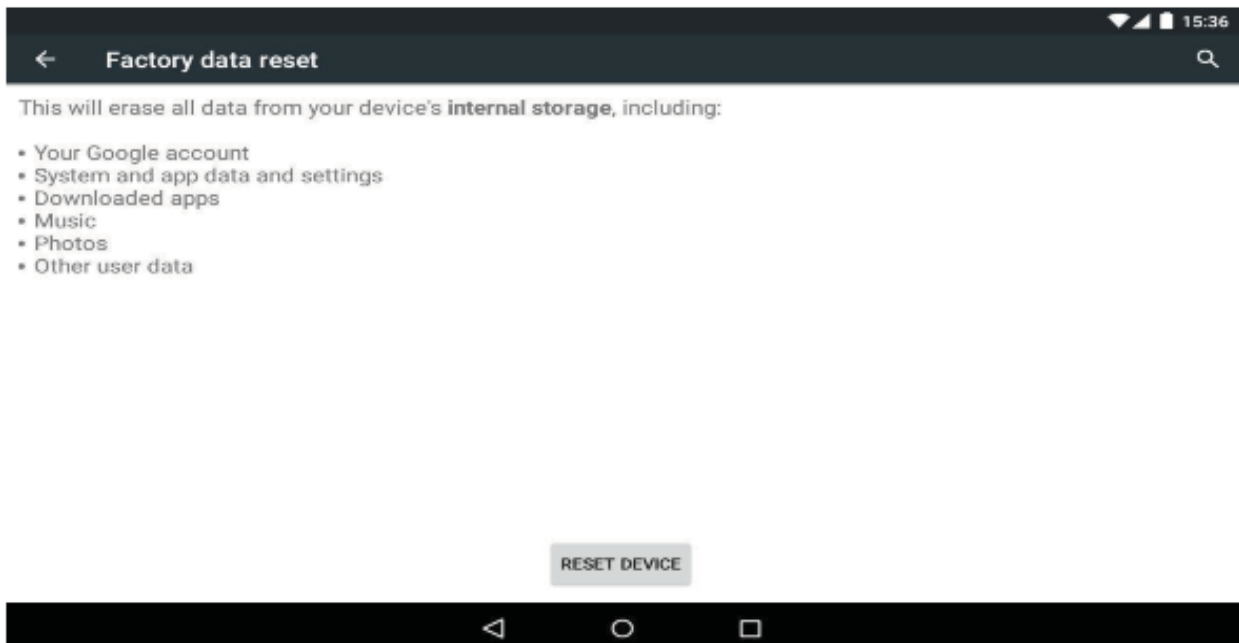 15:36
Factory data reset
This will erase all data from your device's internal storage, including:
• Your Google account
• System and app data and settings
• Downloaded apps
• Music
• Photos
• Other user data
RESET DEVICE